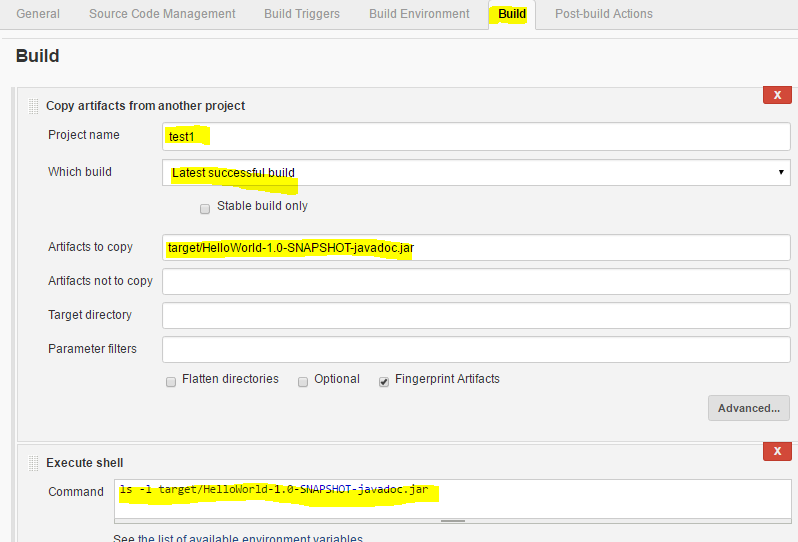 General Source Code Management Build Triggers Build Environment Build Post-build Actions
Build
X
Copy artifacts from another project
Project name test1
Which build Latest successful build
Stable build only
Artifacts to copy target/HelloWorld-1.0-SNAPSHOT-javadoc.jar
Artifacts not to copy
Target directory
Parameter filters
Flatten directories Optional Fingerprint Artifacts
Advanced...
X
Execute shell
Command ls -l target/HelloWorld-1.0-SNAPSHOT-javadoc.jar
See the list of available environment variables